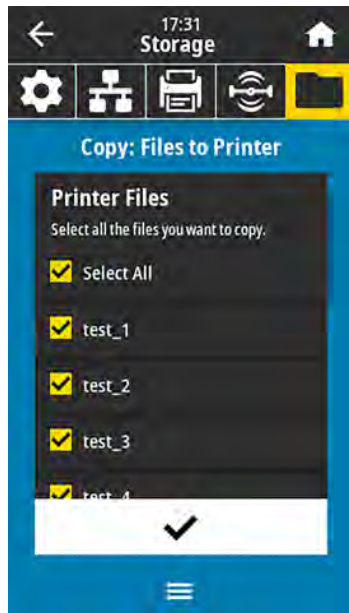 17:31
Storage
Copy: Files to Printer
Printer Files
Select all the files you want to copy.
Select All
test_1
test_2
test_3
test_4